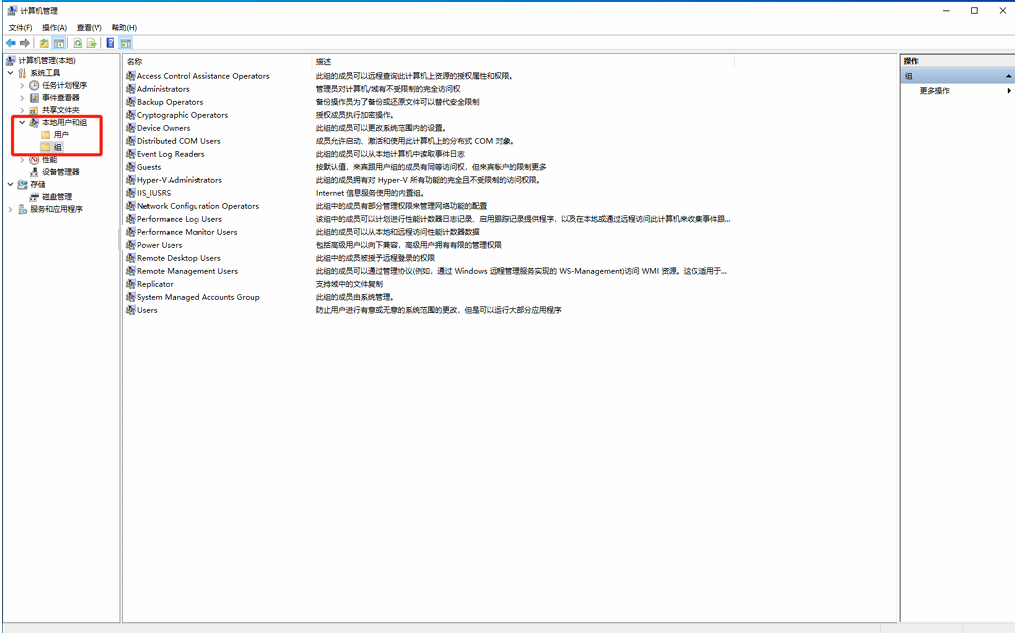 计算机管理
文件(F) 操作(A) 查看(V) 帮助(H)
计算机管理(本地)
系统工具
任务计划程序
事件查看器
共享文件夹
本地用户和组
用户
组
性能
设备管理器
存储
磁盘管理
服务和应用程序
名称 描述
Access Control Assistance Operators 此组的成员可以远程查询此计算机上资源的授权属性和权限。
Administrators 管理员对计算机/域有不受限制的完全访问权
Backup Operators 备份操作员为了备份或还原文件可以替代安全限制
Cryptographic Operators 授权成员执行加密操作。
Device Owners 此组的成员可以更改系统范围内的设置。
Distributed COM Users 成员允许启动、激活和使用此计算机上的分布式 COM 对象。
Event Log Readers 此组的成员可以从本地计算机中读取事件日志
Guests 按默认值，来宾跟用户组的成员有同等访问权，但来宾帐户的限制更多
Hyper-V Administrators 此组的成员拥有对 Hyper-V 所有功能的完全且不受限制的访问权限。
IIS_IUSRS Internet 信息服务使用的内置组。
Network Configuration Operators 此组中的成员有部分管理权限来管理网络功能的配置
Performance Log Users 该组中的成员可以计划进行性能计数器日志记录、启用跟踪记录提供程序，以及在本地或通过远程访问此计算机来收集事件跟...
Performance Monitor Users 此组的成员可以从本地和远程访问性能计数器数据
Power Users 包括高级用户以向下兼容，高级用户拥有有限的管理权限
Remote Desktop Users 此组中的成员被授予远程登录的权限
Remote Management Users 此组的成员可以通过管理协议(例如，通过 Windows 远程管理服务实现的 WS-Management)访问 WMI 资源。这仅适用于...
Replicator 支持域中的文件复制
System Managed Accounts Group 此组的成员由系统管理。
Users 防止用户进行有意或无意的系统范围的更改，但是可以运行大部分应用程序
操作
组
更多操作